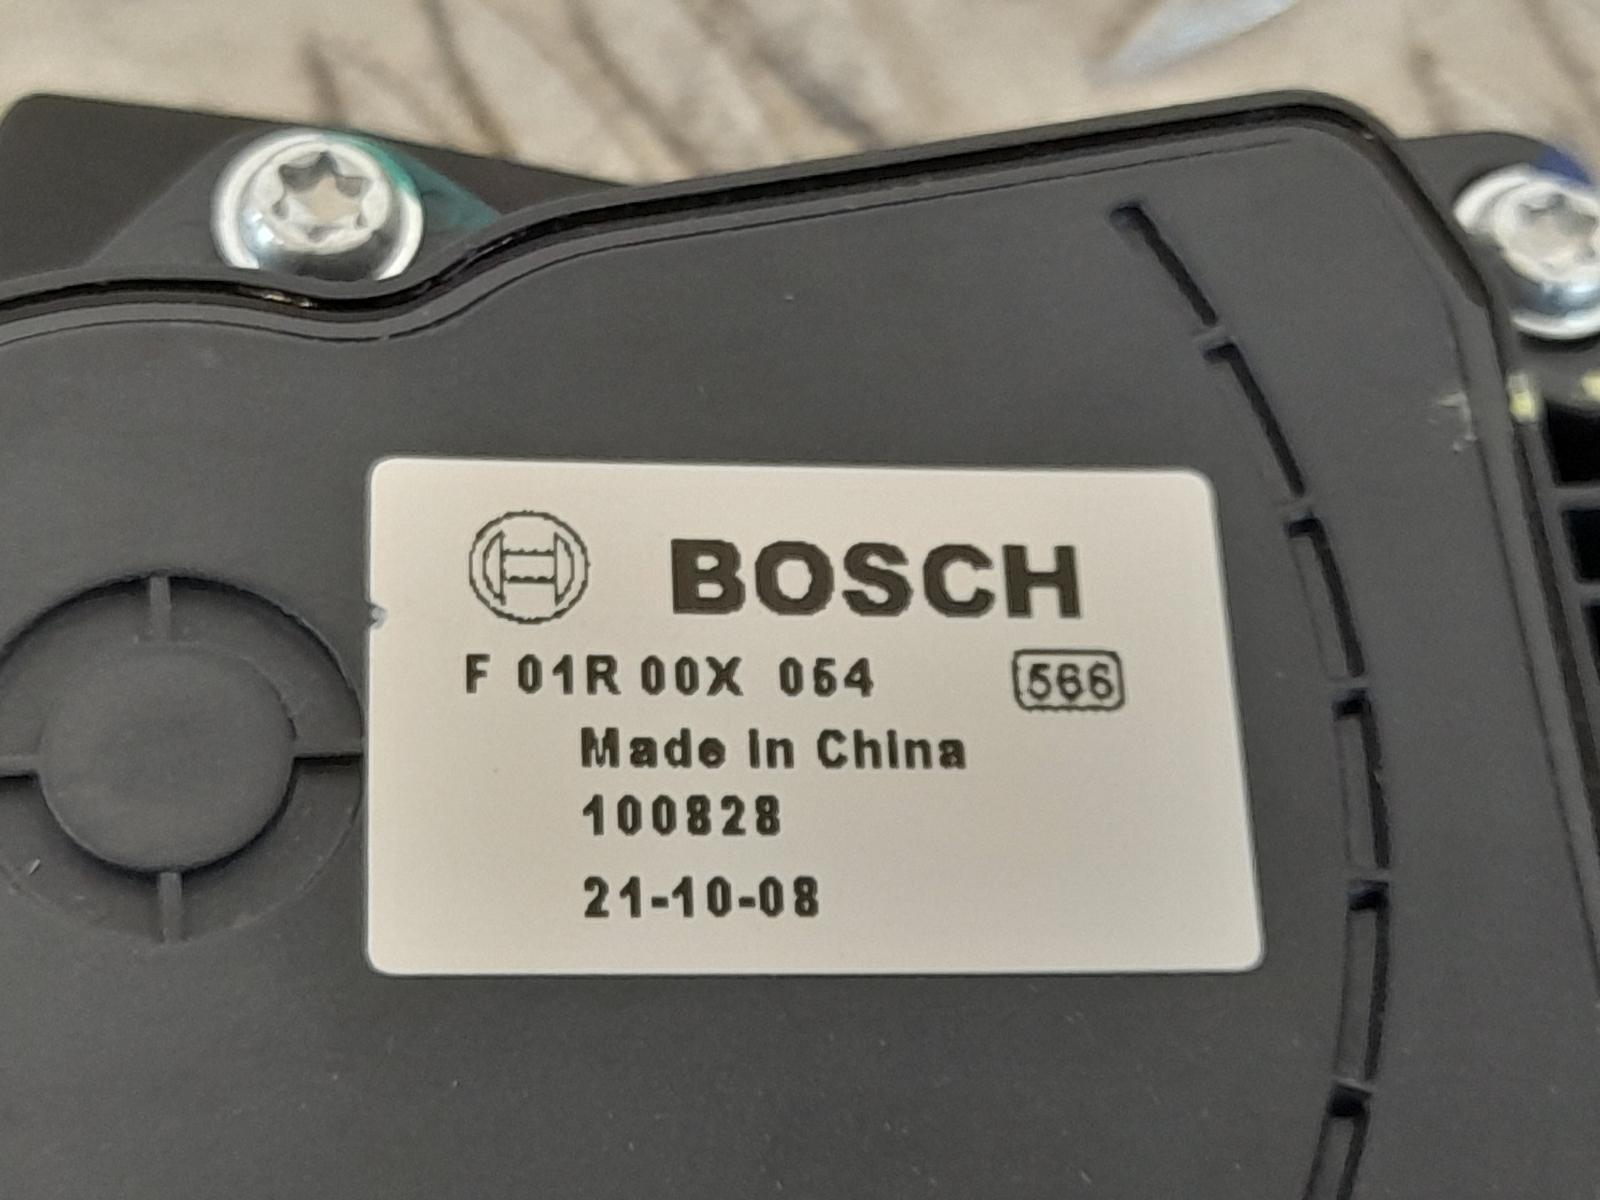 BOSCH
F 01R 00X 054 566
Made in China
100828
21-10-08